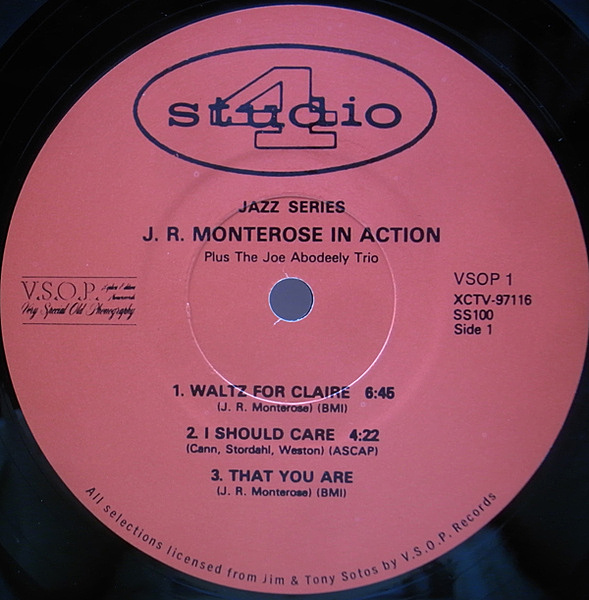 studio 4
JAZZ SERIES
J. R. MONTEROSE IN ACTION
Plus The Joe Abodeely Trio
V.S.O.P.
Very Special Old Phonography
VSOP 1
XCTV-97116
SS100
Side 1
1. WALTZ FOR CLAIRE 6:45
(J. R. Monterose) (BMI)
2. I SHOULD CARE 4:22
(Cann, Stordahl, Weston) (ASCAP)
3. THAT YOU ARE
(J. R. Monterose) (BMI)
All selections licensed from Jim & Tony Sotos by V.S.O.P. Records